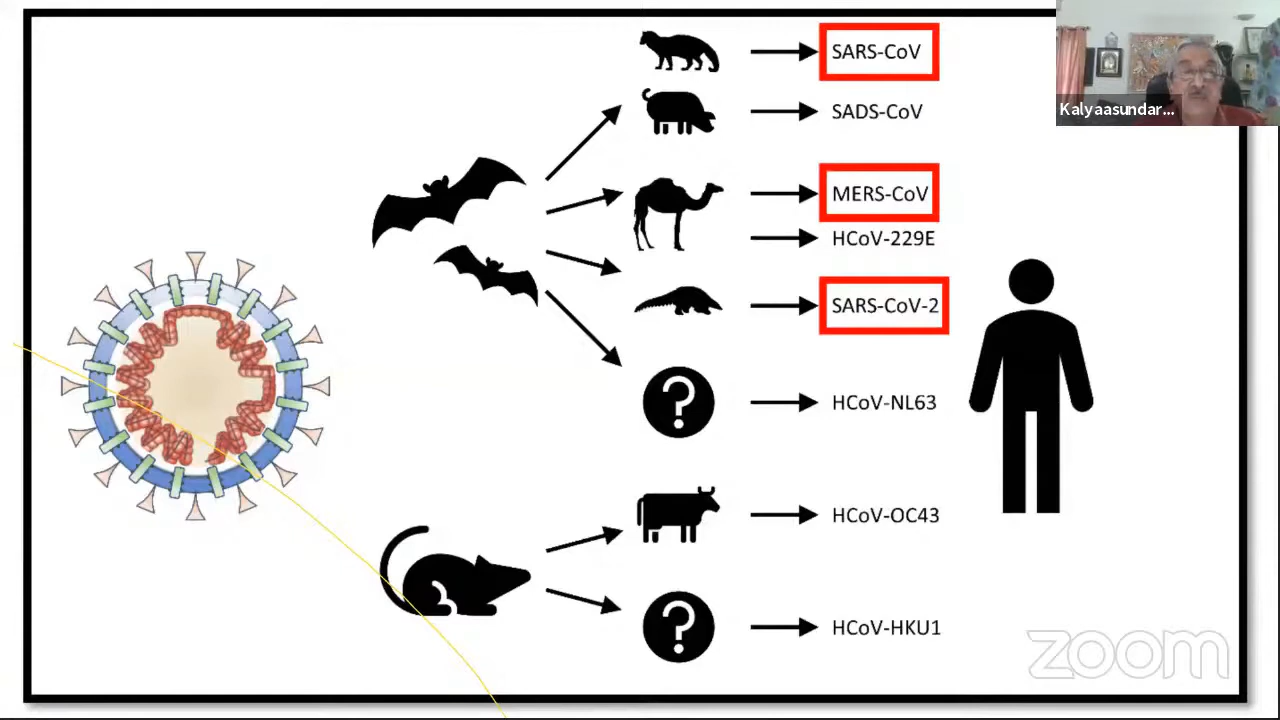 SARS-CoV
Kalyaasundar...
SADS-CoV
MERS-CoV
HCoV-229E
SARS-CoV-2
?
HCoV-NL63
HCoV-OC43
?
HCoV-HKU1
zoom